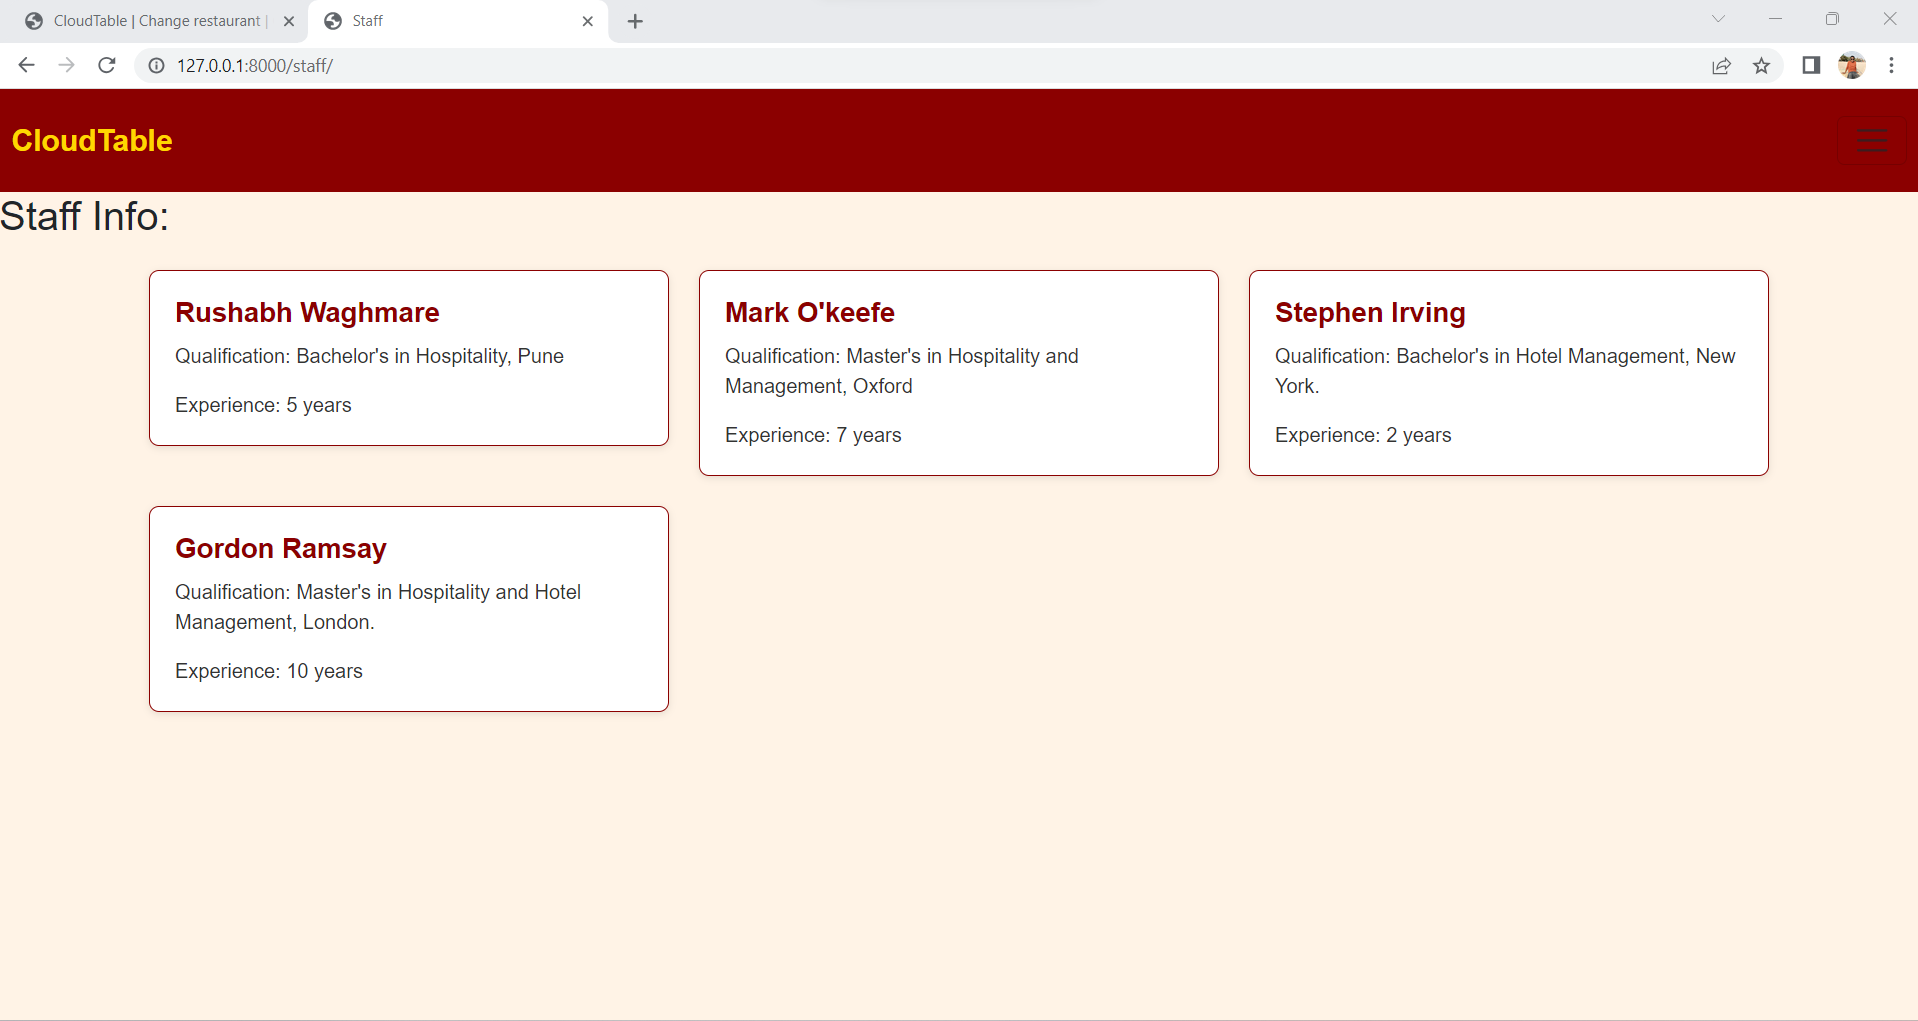 CloudTable | Change restaurant |
Staff
127.0.0.1:8000/staff/
CloudTable
Staff Info:
Rushabh Waghmare
Qualification: Bachelor's in Hospitality, Pune
Experience: 5 years
Mark O'keefe
Qualification: Master's in Hospitality and
Management, Oxford
Experience: 7 years
Stephen Irving
Qualification: Bachelor's in Hotel Management, New
York.
Experience: 2 years
Gordon Ramsay
Qualification: Master's in Hospitality and Hotel
Management, London.
Experience: 10 years